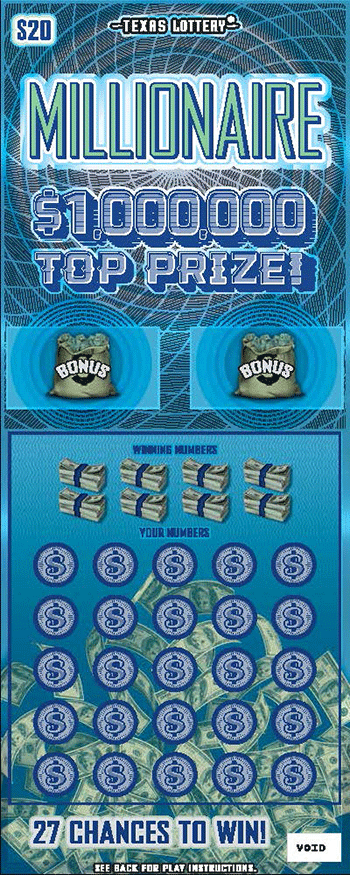 $20
TEXAS LOTTERY
MILLIONAIRE
$1,000,000
TOP PRIZE!
BONUS BONUS
WINNING NUMBERS
YOUR NUMBERS
$ $ $ $ $
$ $ $ $ $
$ $ $ $ $
$ $ $ $ $
$ $ $ $ $
27 CHANCES TO WIN!
VOID
SEE BACK FOR PLAY INSTRUCTIONS.